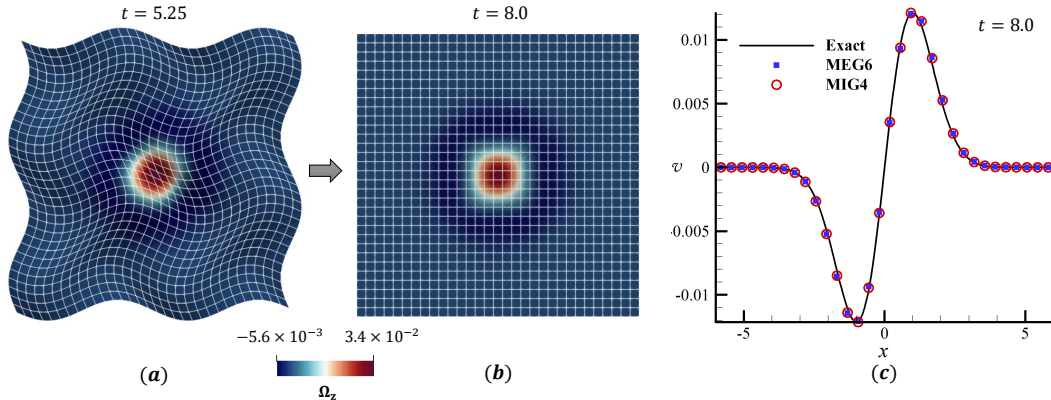 t = 5.25
t = 8.0
−5.6 × 10⁻³ 3.4 × 10⁻²
Ω_z
(a)
(b)
t = 8.0
Exact
MEG6
MIG4
0.01
0.005
0
-0.005
-0.01
v
-5 0 5
x
(c)